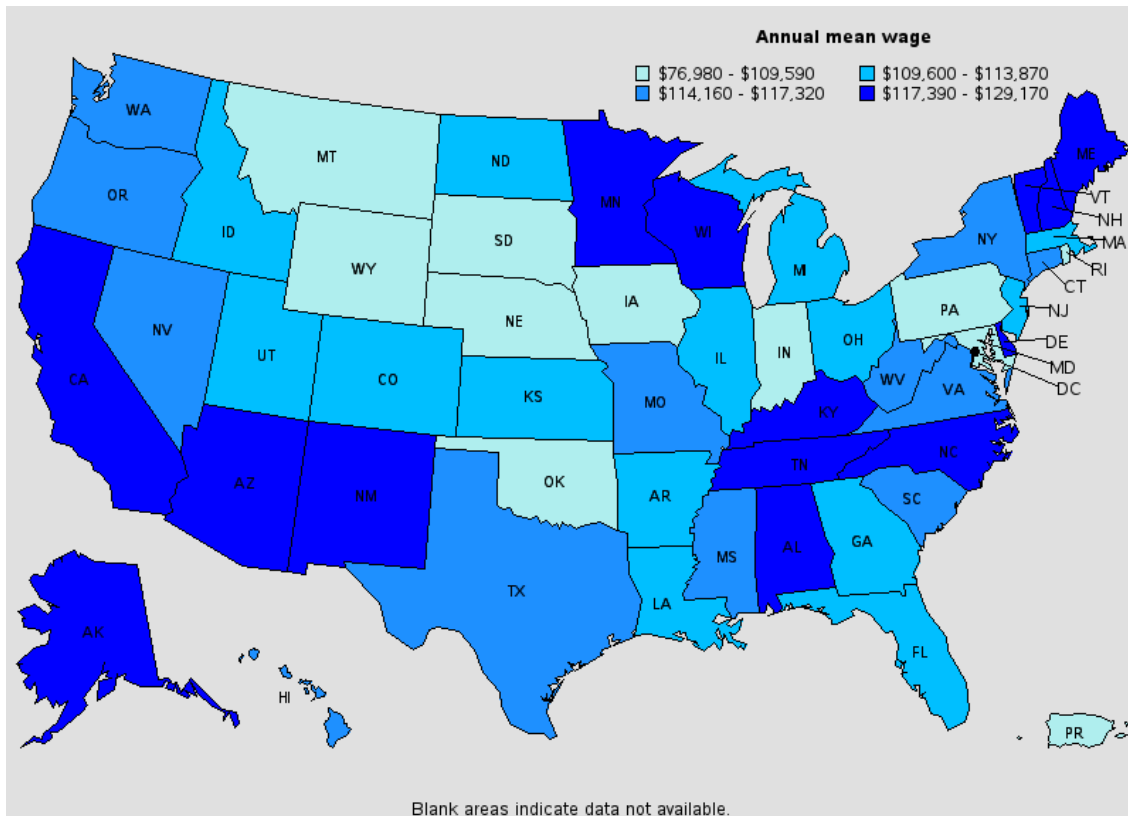 Annual mean wage
$76,980 - $109,590
$109,600 - $113,870
$114,160 - $117,320
$117,390 - $129,170
WA
MT
ND
ME
MN
VT
OR
NH
ID
SD
WI
NY
MA
WY
MI
RI
CT
IA
PA
NJ
NE
NV
OH
DE
UT
IL
IN
MD
CA
CO
WV
VA
DC
KS
MO
KY
NC
TN
AZ
OK
NM
AR
SC
MS
AL
GA
TX
LA
AK
FL
HI
PR
Blank areas indicate data not available.